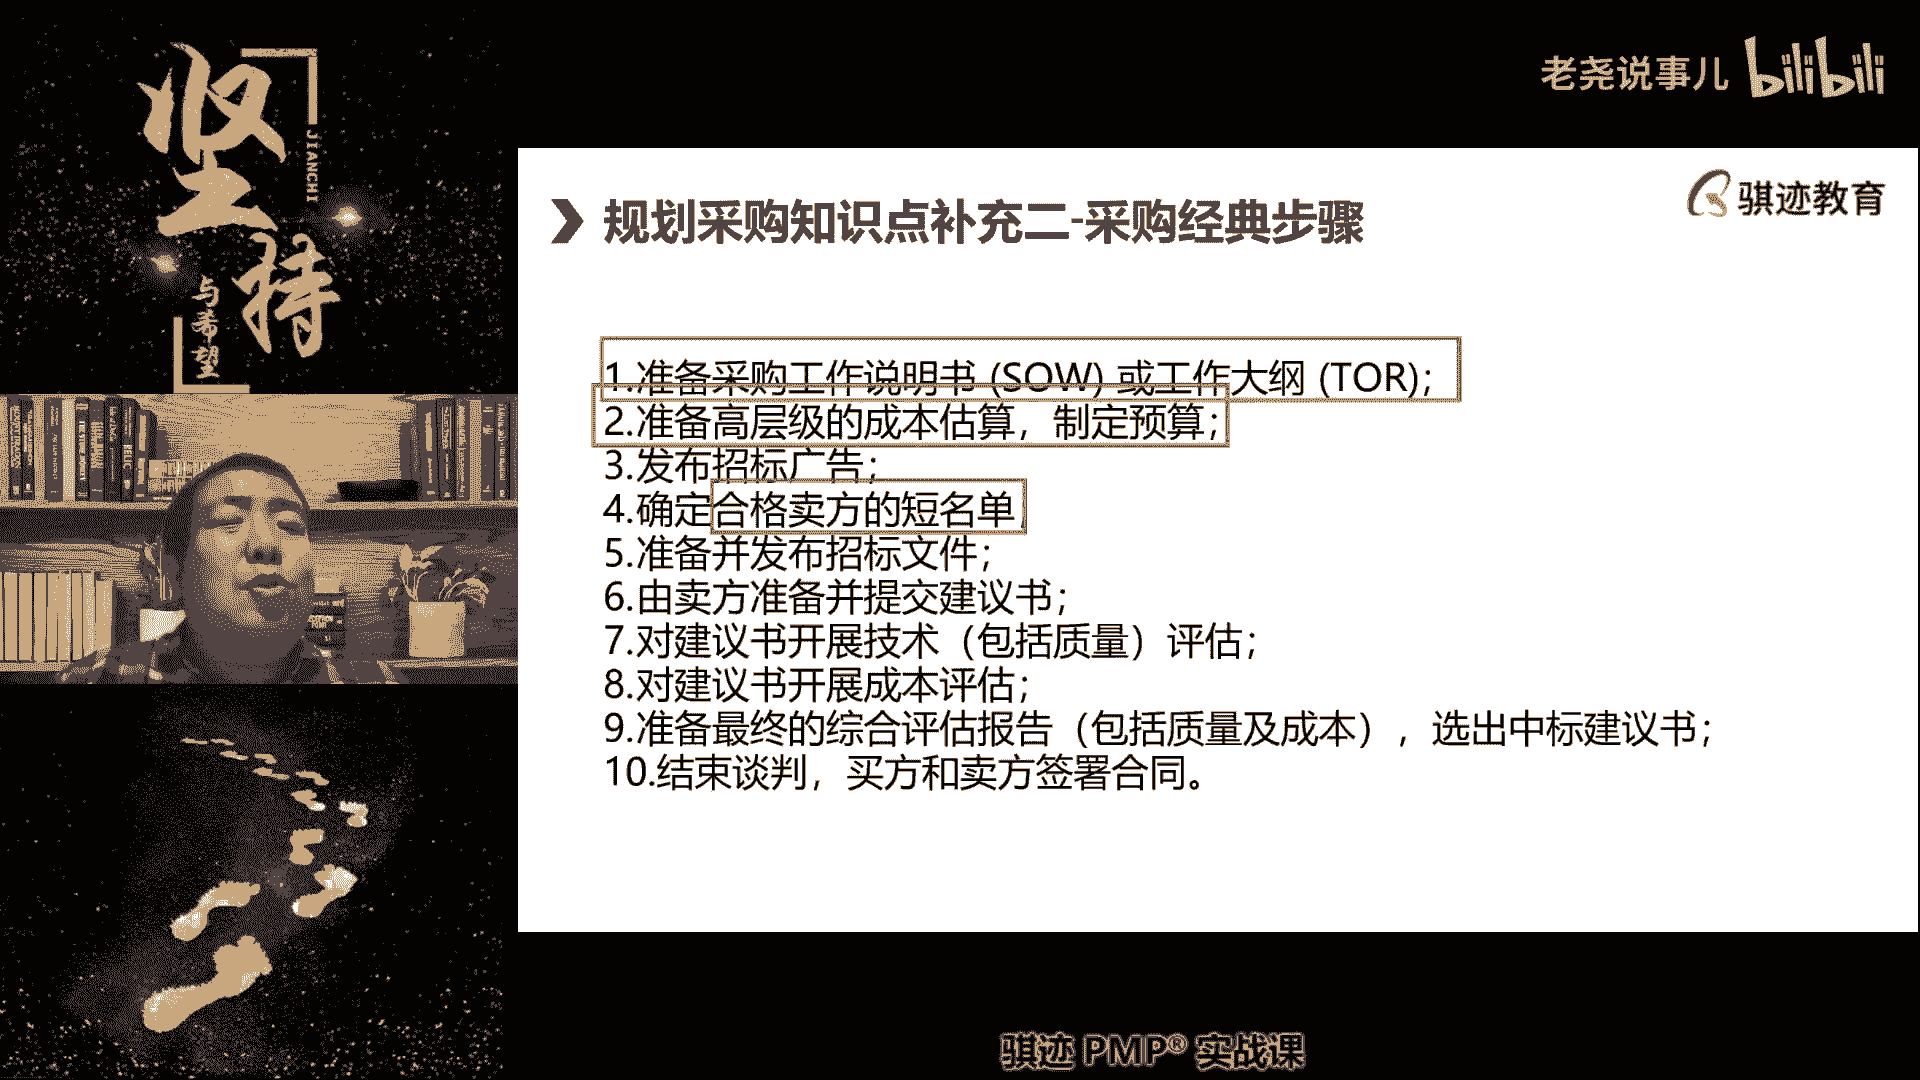 坚持
JIANCHI
与希望
老尧说事儿 bilibili
骐迹教育
规划采购知识点补充二-采购经典步骤
1.准备采购工作说明书 (SOW) 或工作大纲 (TOR)；
2.准备高层级的成本估算，制定预算；
3.发布招标广告；
4.确定合格卖方的短名单
5.准备并发布招标文件；
6.由卖方准备并提交建议书；
7.对建议书开展技术（包括质量）评估；
8.对建议书开展成本评估；
9.准备最终的综合评估报告（包括质量及成本），选出中标建议书；
10.结束谈判，买方和卖方签署合同。
骐迹 PMP® 实战课